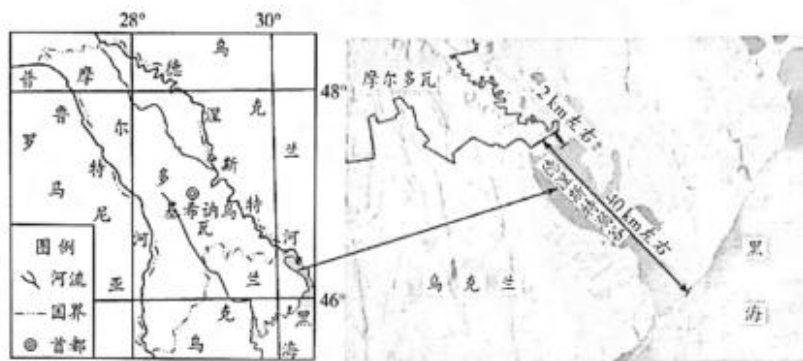 28°
30°
48°
46°
乌克兰
德涅斯特河
普鲁特河
摩尔多瓦
罗马尼亚
基希讷乌
乌克兰
黑海
图例
河流
国界
首都
摩尔多瓦
2 km左右
40 km左右
乌克兰
黑海